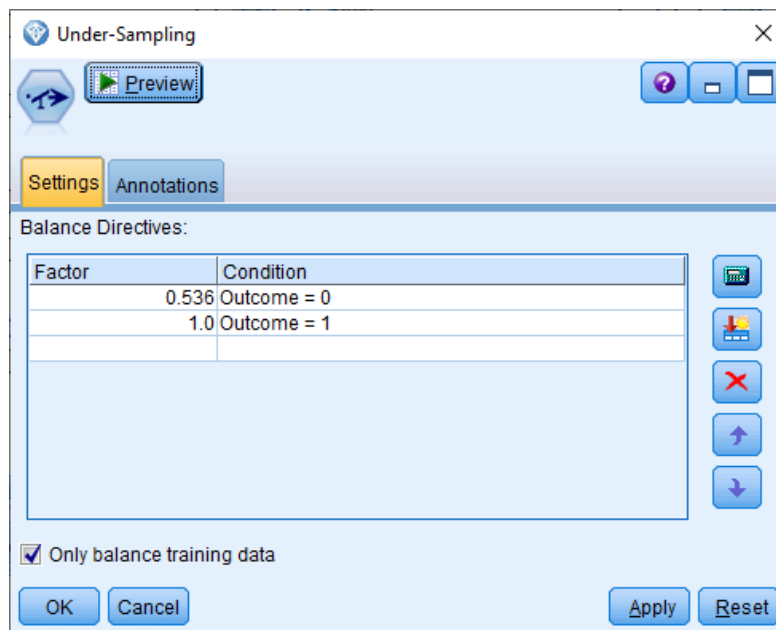 Under-Sampling
Preview
Settings Annotations
Balance Directives:
Factor Condition
0.536 Outcome = 0
1.0 Outcome = 1
Only balance training data
OK Cancel Apply Reset